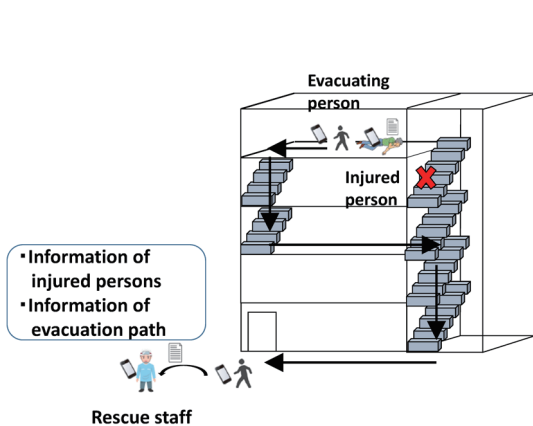 Evacuating
person
Injured
person
･Information of
injured persons
･Information of
evacuation path
Rescue staff